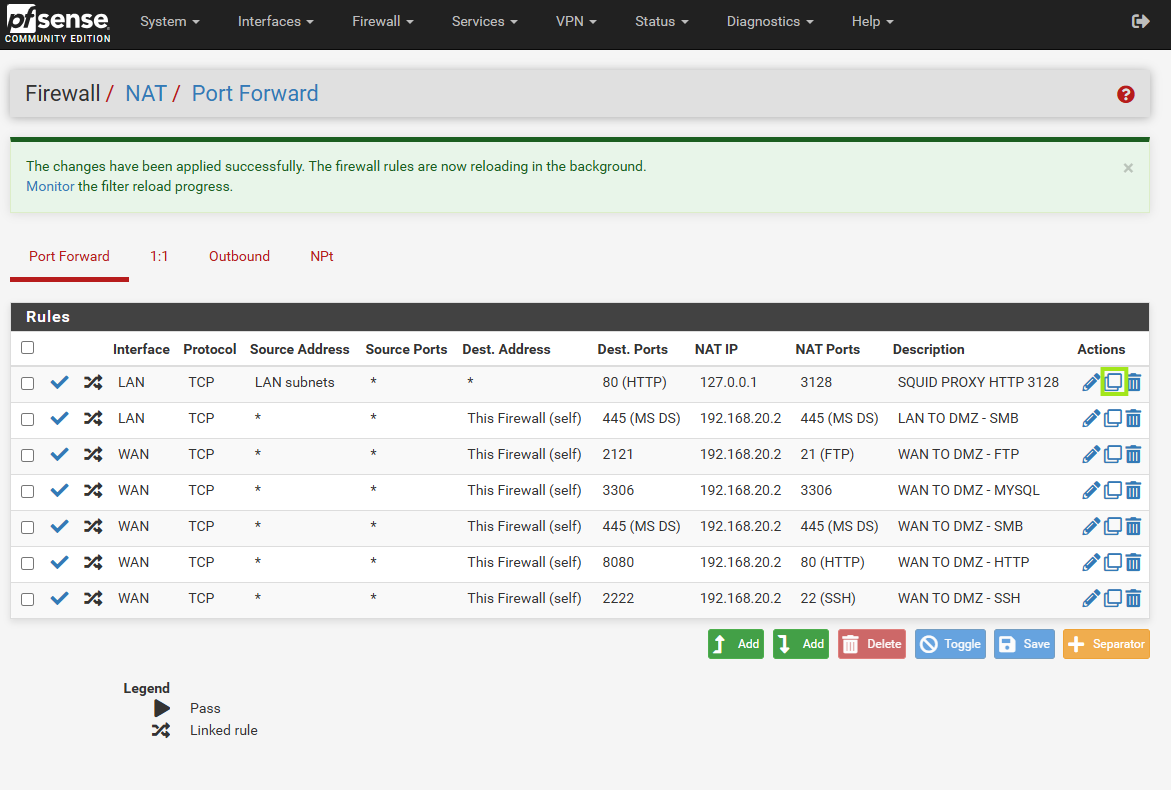 pfsense
COMMUNITY EDITION
System Interfaces Firewall Services VPN Status Diagnostics Help
Firewall / NAT / Port Forward
The changes have been applied successfully. The firewall rules are now reloading in the background.
Monitor the filter reload progress.
Port Forward 1:1 Outbound NPt
Rules
Interface Protocol Source Address Source Ports Dest. Address Dest. Ports NAT IP NAT Ports Description Actions
LAN TCP LAN subnets * * 80 (HTTP) 127.0.0.1 3128 SQUID PROXY HTTP 3128
LAN TCP * * This Firewall (self) 445 (MS DS) 192.168.20.2 445 (MS DS) LAN TO DMZ - SMB
WAN TCP * * This Firewall (self) 2121 192.168.20.2 21 (FTP) WAN TO DMZ - FTP
WAN TCP * * This Firewall (self) 3306 192.168.20.2 3306 WAN TO DMZ - MYSQL
WAN TCP * * This Firewall (self) 445 (MS DS) 192.168.20.2 445 (MS DS) WAN TO DMZ - SMB
WAN TCP * * This Firewall (self) 8080 192.168.20.2 80 (HTTP) WAN TO DMZ - HTTP
WAN TCP * * This Firewall (self) 2222 192.168.20.2 22 (SSH) WAN TO DMZ - SSH
Add Add Delete Toggle Save Separator
Legend
Pass
Linked rule